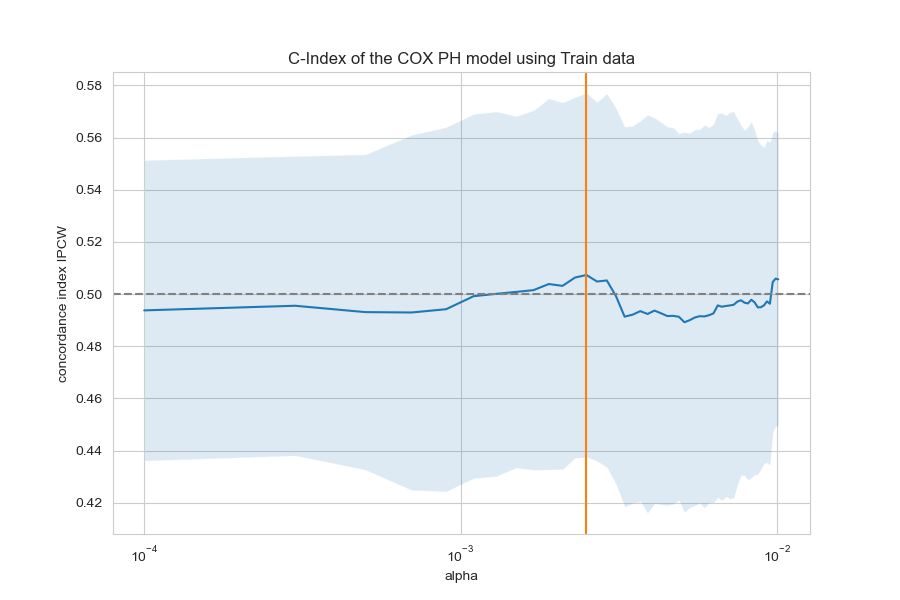 C-Index of the COX PH model using Train data
concordance index IPCW
0.58
0.56
0.54
0.52
0.50
0.48
0.46
0.44
0.42
10⁻⁴ 10⁻³ 10⁻²
alpha